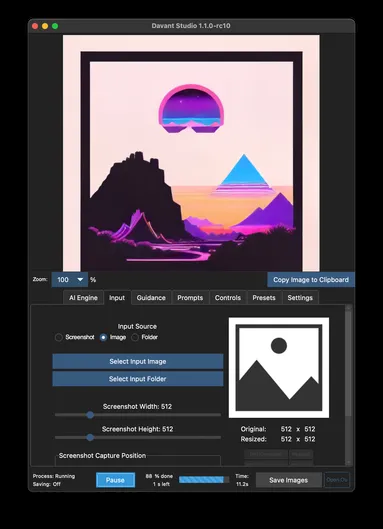 Davant Studio 1.1.0-rc10
Zoom: 100 % Copy Image to Clipboard
AI Engine Input Guidance Prompts Controls Presets Settings
Input Source
Screenshot Image Folder
Select Input Image
Select Input Folder
Screenshot Width: 512
Screenshot Height: 512
Original: 512 x 512
Resized: 512 x 512
Screenshot Capture Position
Process: Running
Saving: Off
Pause
88 % done
1 s left
Time:
11.2s
Save Images